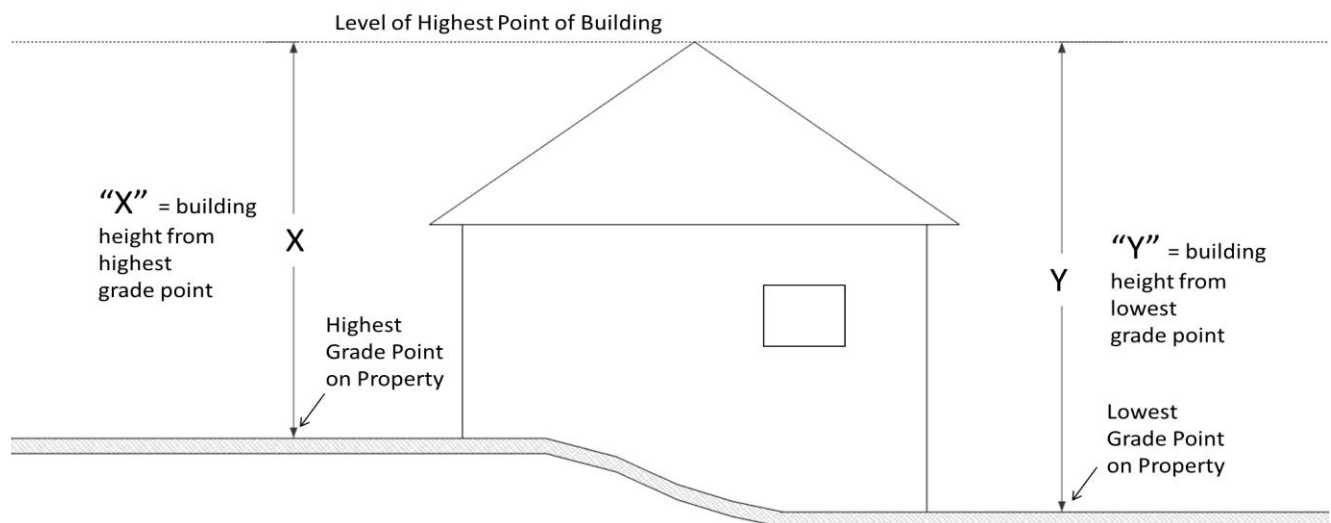 Level of Highest Point of Building
“X” = building
height from
highest
grade point
X
Highest
Grade Point
on Property
Y
“Y” = building
height from
lowest
grade point
Lowest
Grade Point
on Property